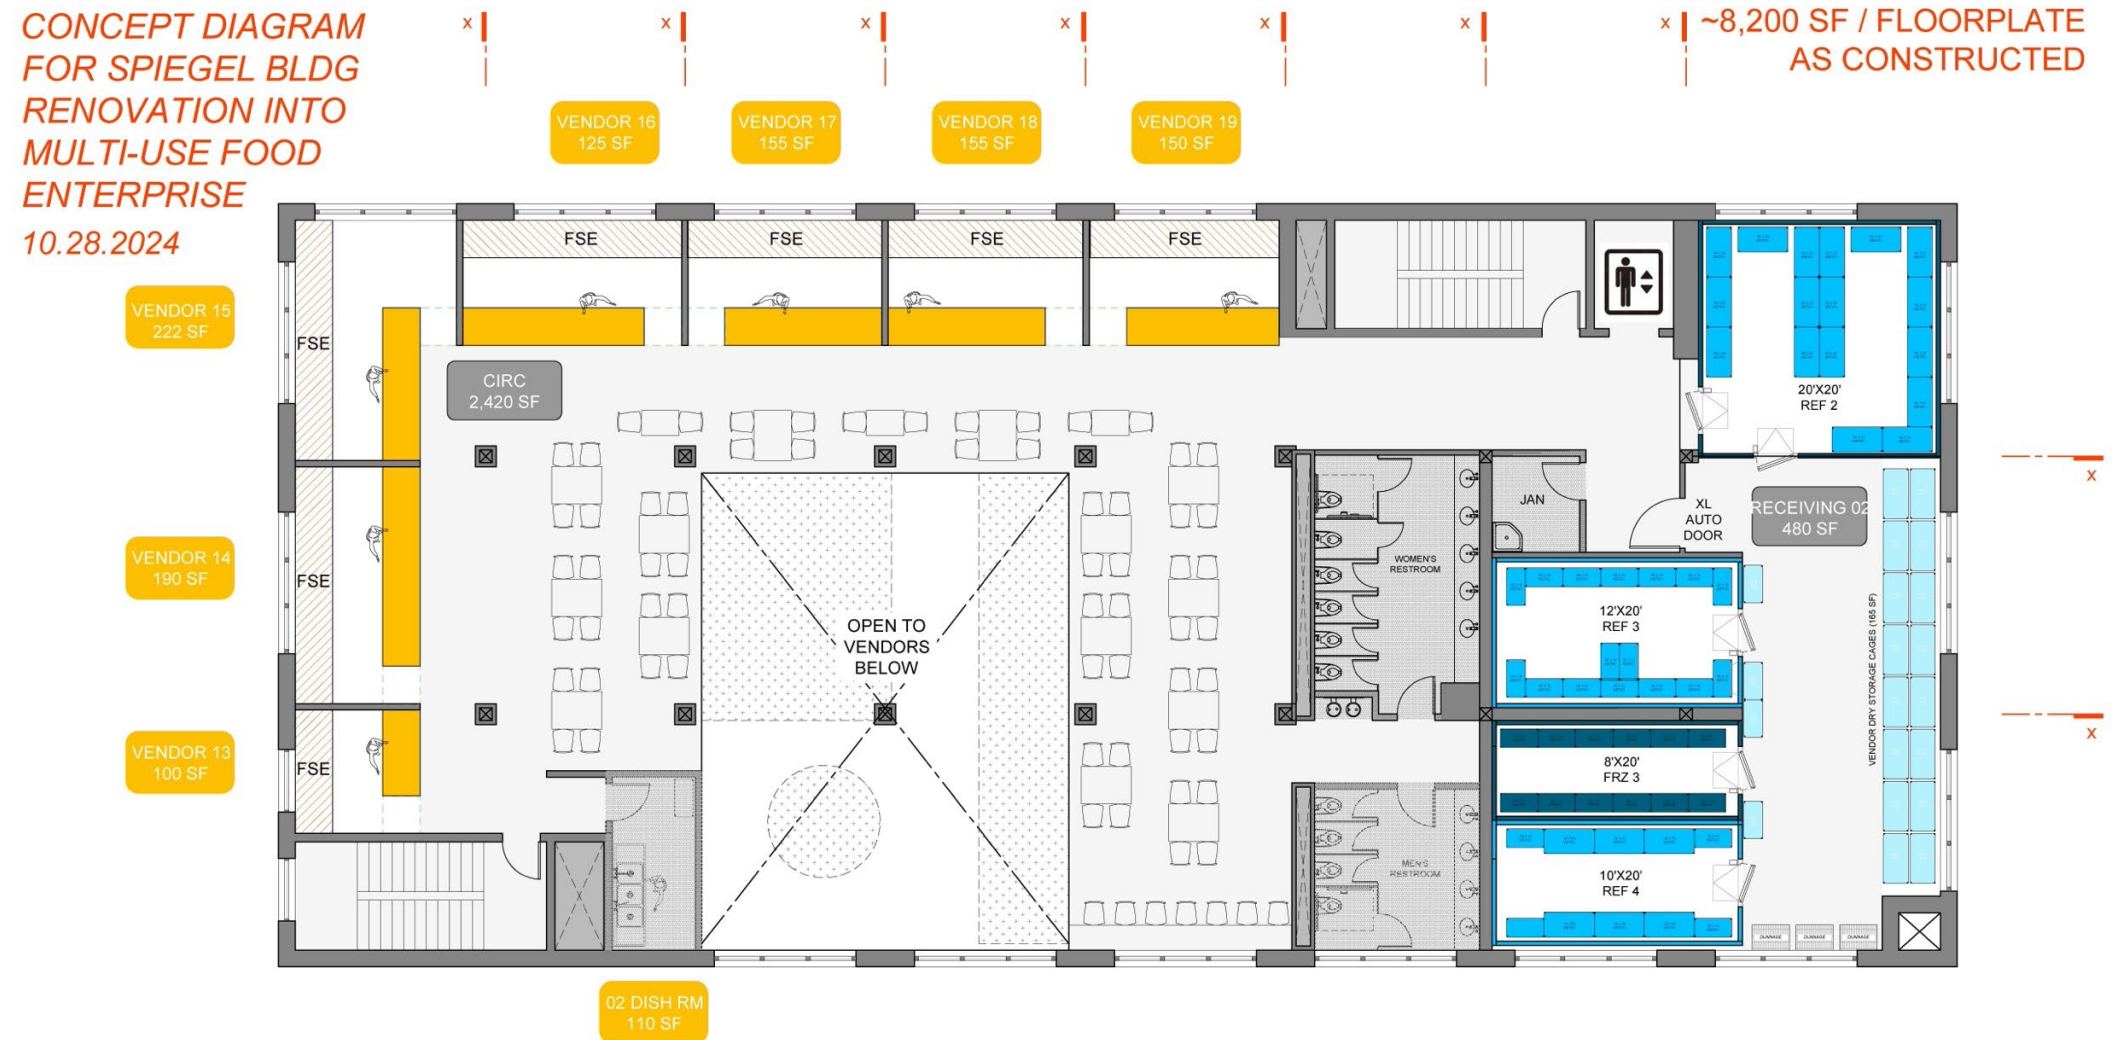 CONCEPT DIAGRAM
FOR SPIEGEL BLDG
RENOVATION INTO
MULTI-USE FOOD
ENTERPRISE
10.28.2024
x
x
x
x
x
x
x
~8,200 SF / FLOORPLATE
AS CONSTRUCTED
VENDOR 16
125 SF
VENDOR 17
155 SF
VENDOR 18
155 SF
VENDOR 19
150 SF
FSE
FSE
FSE
FSE
VENDOR 15
222 SF
FSE
CIRC
2,420 SF
20'X20'
REF 2
x
JAN
XL
AUTO
DOOR
RECEIVING 02
480 SF
VENDOR 14
190 SF
FSE
WOMEN'S
RESTROOM
OPEN TO
VENDORS
BELOW
12'X20'
REF 3
VENDOR DRY STORAGE CAGES (165 SF)
x
VENDOR 13
100 SF
FSE
8'X20'
FRZ 3
MEN'S
RESTROOM
10'X20'
REF 4
DUNNAGE
DUNNAGE
DUNNAGE
02 DISH RM
110 SF